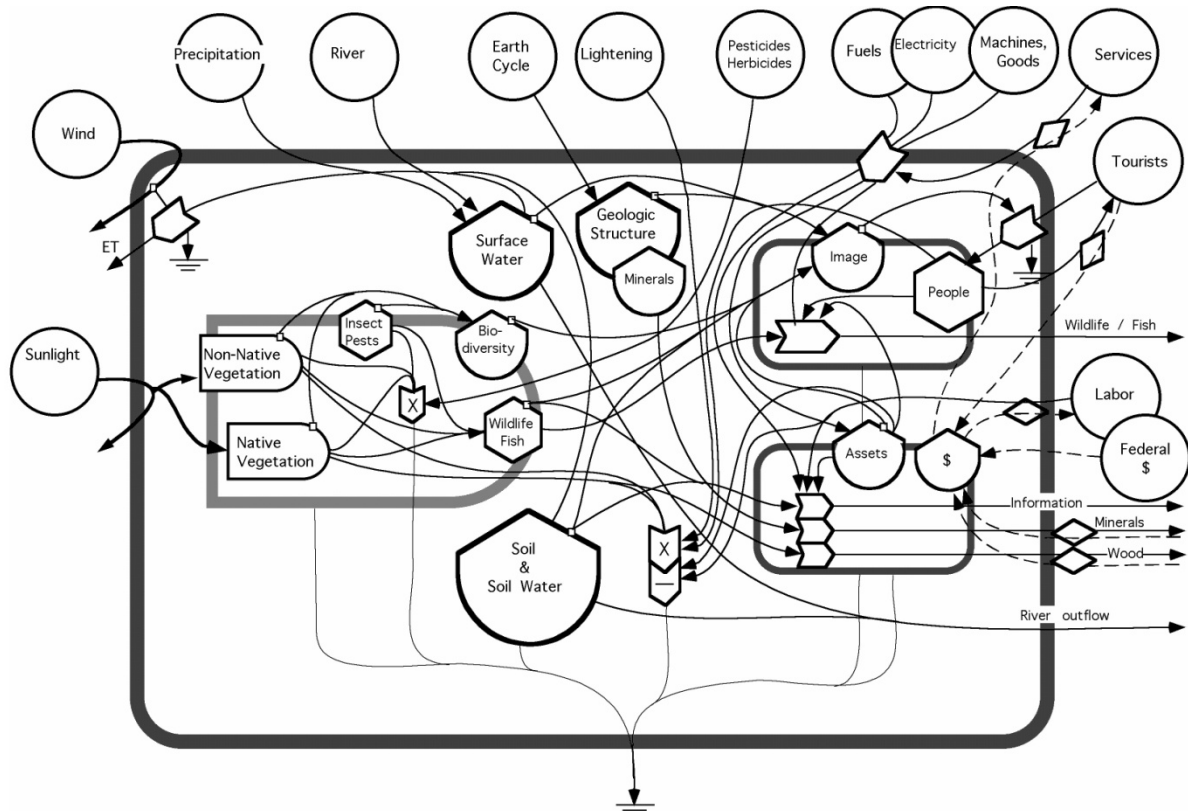 Precipitation
River
Earth
Cycle
Lightening
Pesticides
Herbicides
Fuels
Electricity
Machines,
Goods
Services
Wind
Tourists
ET
Surface
Water
Geologic
Structure
Minerals
Image
People
Insect
Pests
Bio-
diversity
Wildlife / Fish
Sunlight
Non-Native
Vegetation
X
Wildlife
Fish
Native
Vegetation
Labor
Federal
$
Assets
$
Information
Minerals
Wood
Soil
&
Soil Water
X
—
River outflow